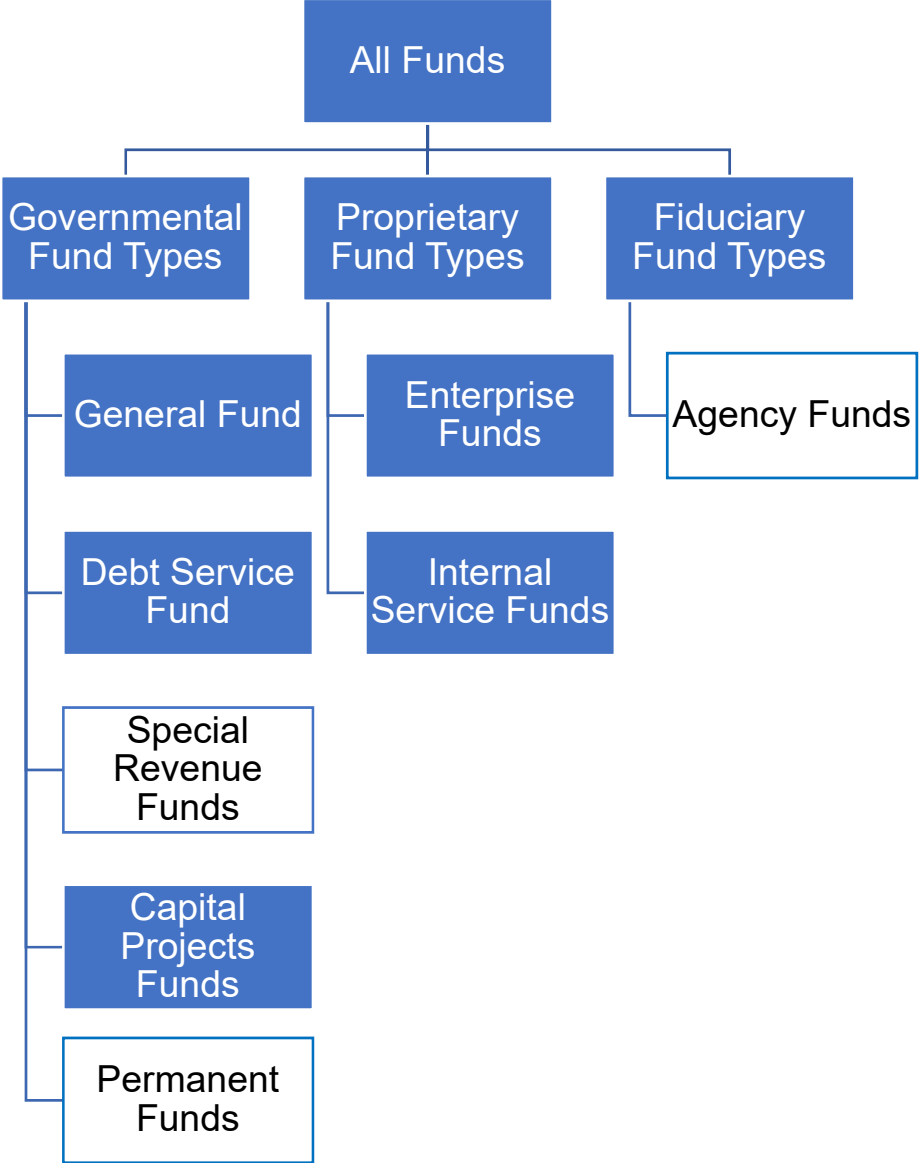 All Funds
Governmental
Fund Types
Proprietary
Fund Types
Fiduciary
Fund Types
General Fund
Debt Service
Fund
Special
Revenue
Funds
Capital
Projects
Funds
Permanent
Funds
Enterprise
Funds
Internal
Service Funds
Agency Funds